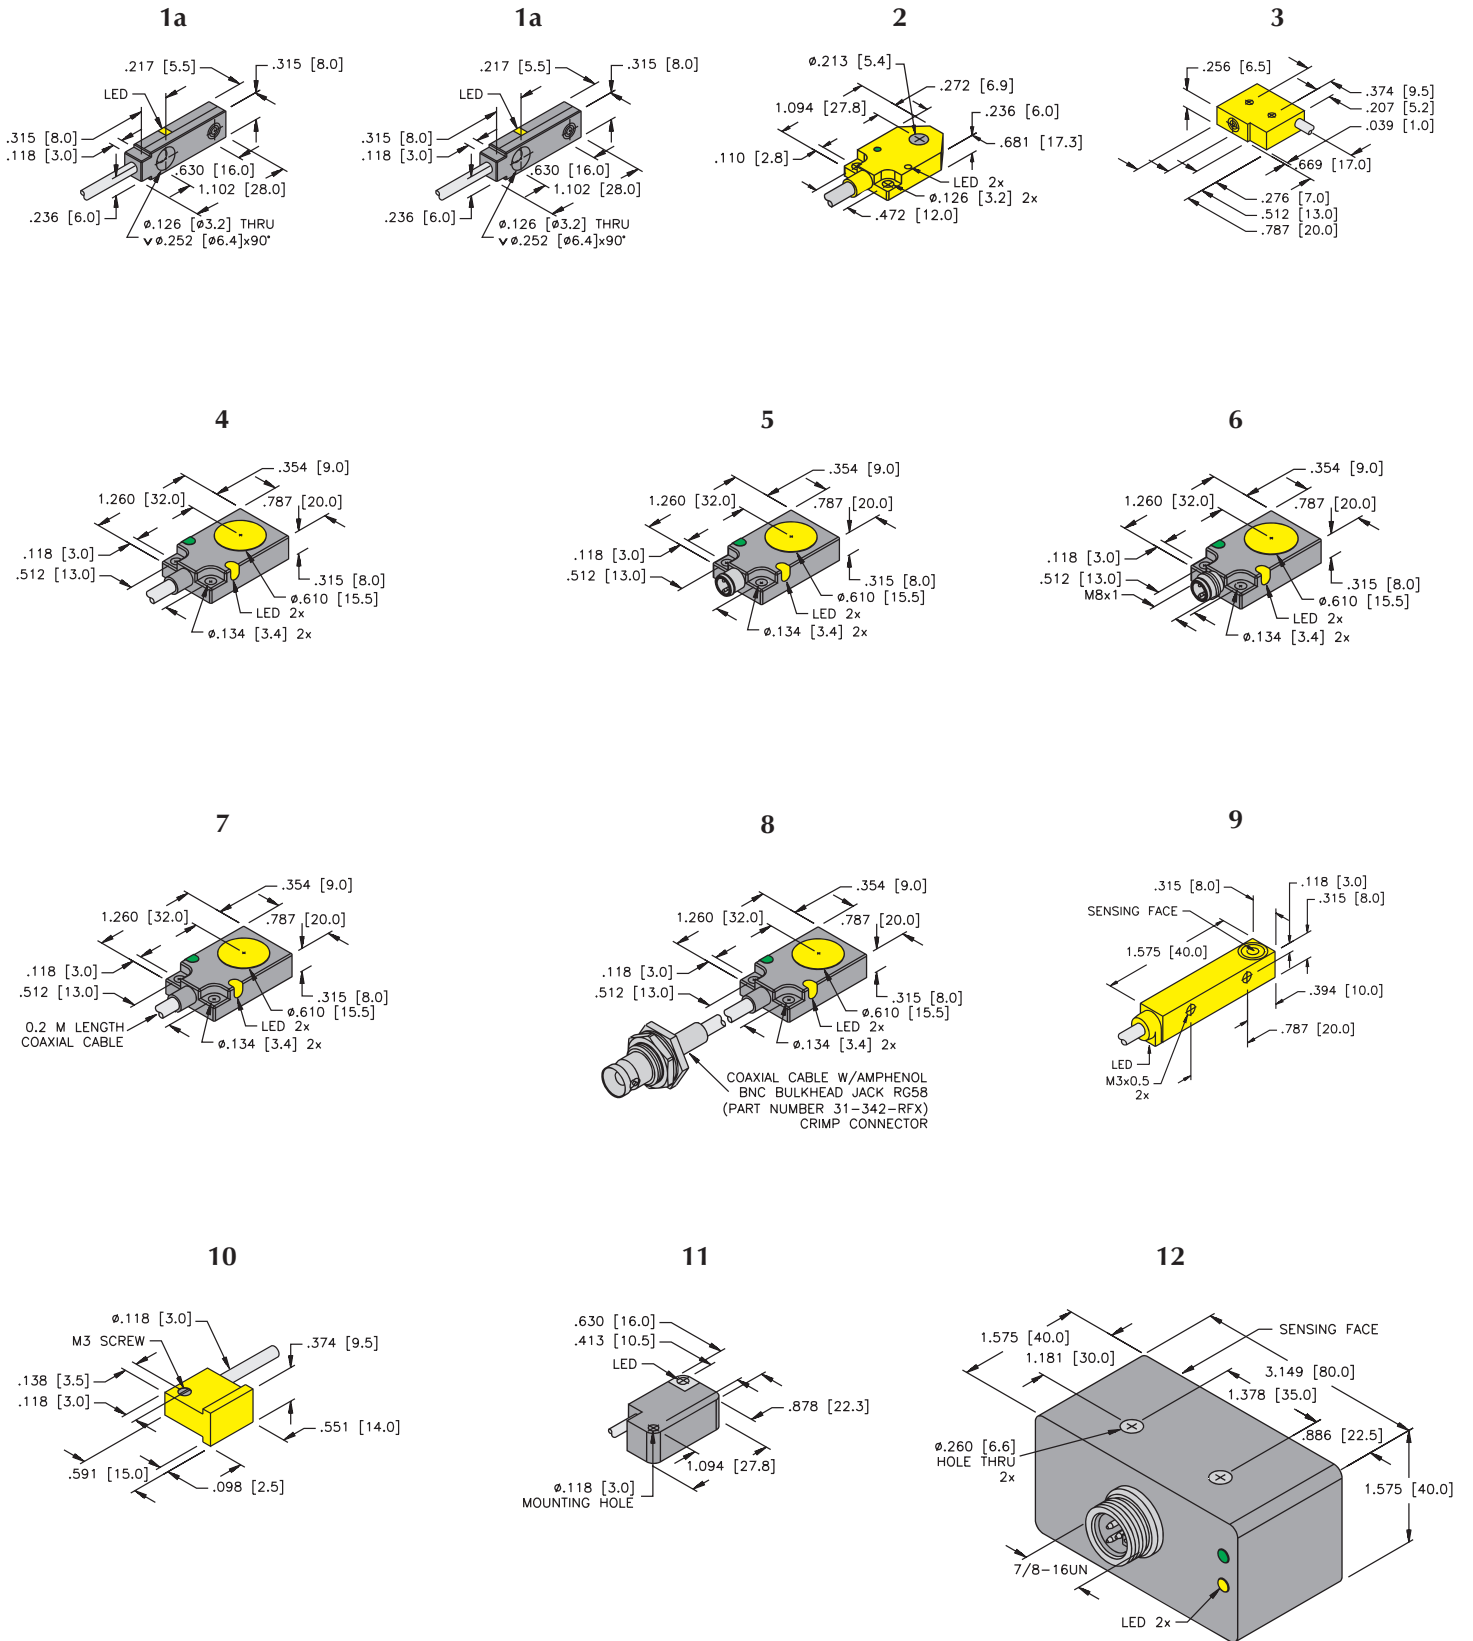 1a
.217 [5.5]
.315 [8.0]
LED
.315 [8.0]
.118 [3.0]
.630 [16.0]
1.102 [28.0]
.236 [6.0]
ø.126 [ø3.2] THRU
⌵ø.252 [ø6.4]x90°
1a
.217 [5.5]
.315 [8.0]
LED
.315 [8.0]
.118 [3.0]
.630 [16.0]
1.102 [28.0]
.236 [6.0]
ø.126 [ø3.2] THRU
⌵ø.252 [ø6.4]x90°
2
ø.213 [5.4]
.272 [6.9]
1.094 [27.8]
.236 [6.0]
.681 [17.3]
.110 [2.8]
LED 2x
ø.126 [3.2] 2x
.472 [12.0]
3
.256 [6.5]
.374 [9.5]
.207 [5.2]
.039 [1.0]
.669 [17.0]
.276 [7.0]
.512 [13.0]
.787 [20.0]
4
.354 [9.0]
1.260 [32.0]
.787 [20.0]
.118 [3.0]
.512 [13.0]
.315 [8.0]
ø.610 [15.5]
LED 2x
ø.134 [3.4] 2x
5
.354 [9.0]
1.260 [32.0]
.787 [20.0]
.118 [3.0]
.512 [13.0]
.315 [8.0]
ø.610 [15.5]
LED 2x
ø.134 [3.4] 2x
6
.354 [9.0]
1.260 [32.0]
.787 [20.0]
.118 [3.0]
.512 [13.0]
M8x1
.315 [8.0]
ø.610 [15.5]
LED 2x
ø.134 [3.4] 2x
7
.354 [9.0]
1.260 [32.0]
.787 [20.0]
.118 [3.0]
.512 [13.0]
.315 [8.0]
ø.610 [15.5]
0.2 M LENGTH
COAXIAL CABLE
LED 2x
ø.134 [3.4] 2x
8
.354 [9.0]
1.260 [32.0]
.787 [20.0]
.118 [3.0]
.512 [13.0]
.315 [8.0]
ø.610 [15.5]
LED 2x
ø.134 [3.4] 2x
COAXIAL CABLE W/AMPHENOL
BNC BULKHEAD JACK RG58
(PART NUMBER 31-342-RFX)
CRIMP CONNECTOR
9
.315 [8.0]
.118 [3.0]
.315 [8.0]
SENSING FACE
1.575 [40.0]
.394 [10.0]
.787 [20.0]
LED
M3x0.5
2x
10
ø.118 [3.0]
M3 SCREW
.374 [9.5]
.138 [3.5]
.118 [3.0]
.551 [14.0]
.591 [15.0]
.098 [2.5]
11
.630 [16.0]
.413 [10.5]
LED
.878 [22.3]
1.094 [27.8]
ø.118 [3.0]
MOUNTING HOLE
12
SENSING FACE
1.575 [40.0]
1.181 [30.0]
3.149 [80.0]
1.378 [35.0]
.886 [22.5]
ø.260 [6.6]
HOLE THRU
2x
1.575 [40.0]
7/8-16UN
LED 2x